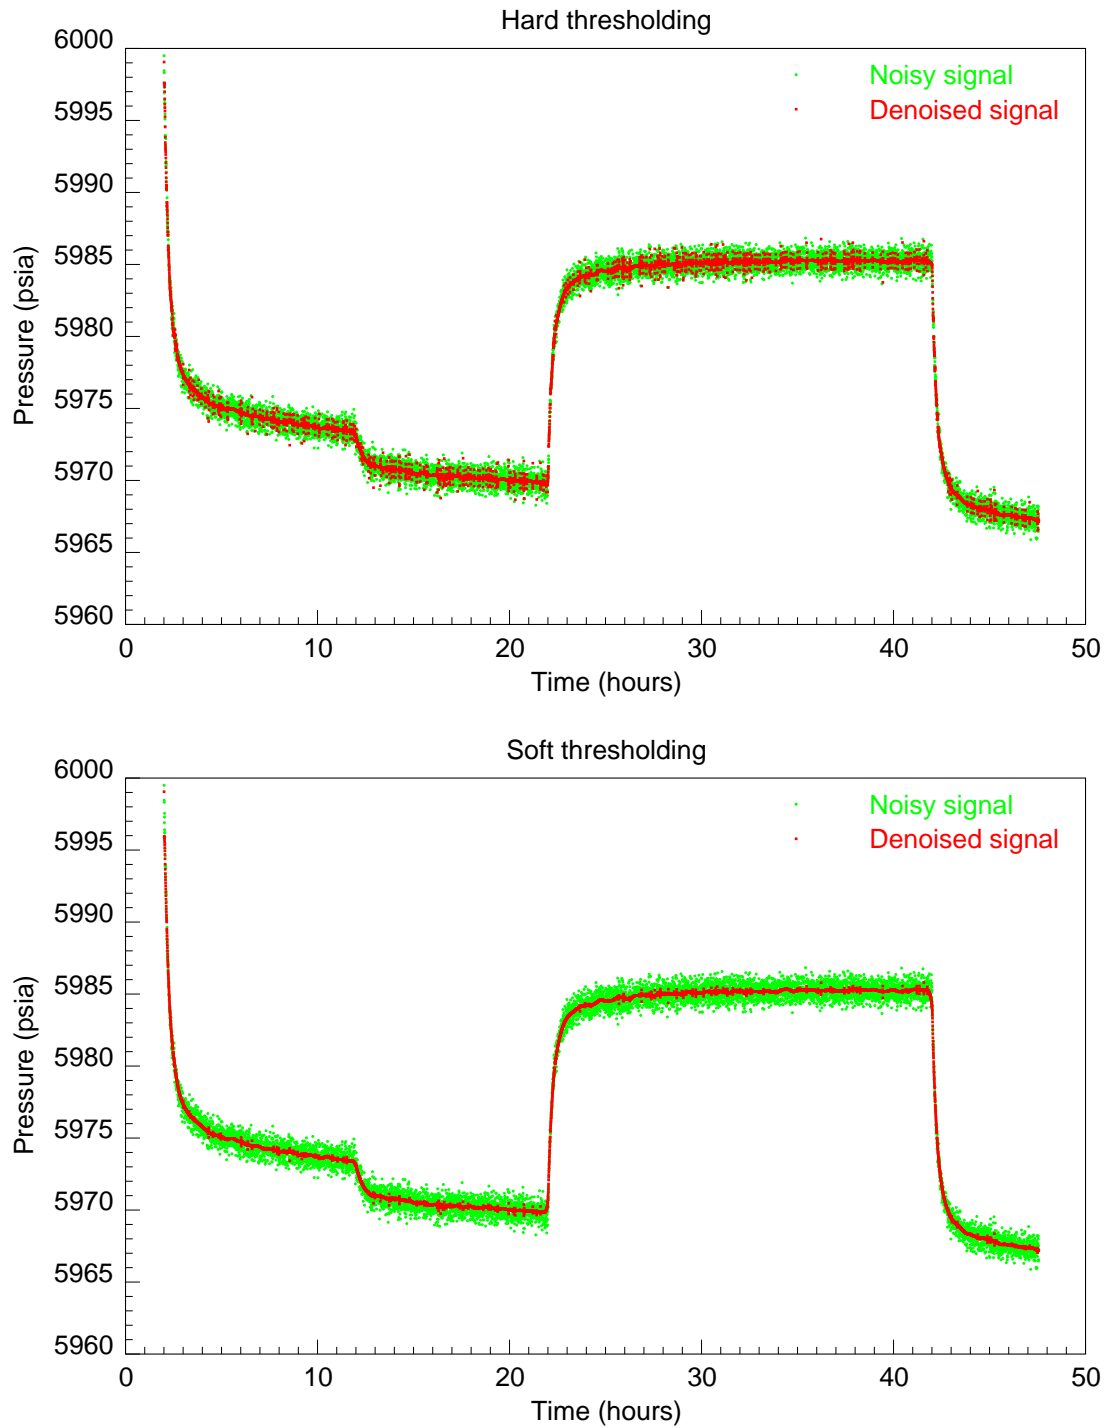 Hard thresholding
6000
Noisy signal
5995
Denoised signal
5990
Pressure (psia)
5985
5980
5975
5970
5965
5960
0 10 20 30 40 50
Time (hours)
Soft thresholding
6000
Noisy signal
5995
Denoised signal
5990
Pressure (psia)
5985
5980
5975
5970
5965
5960
0 10 20 30 40 50
Time (hours)